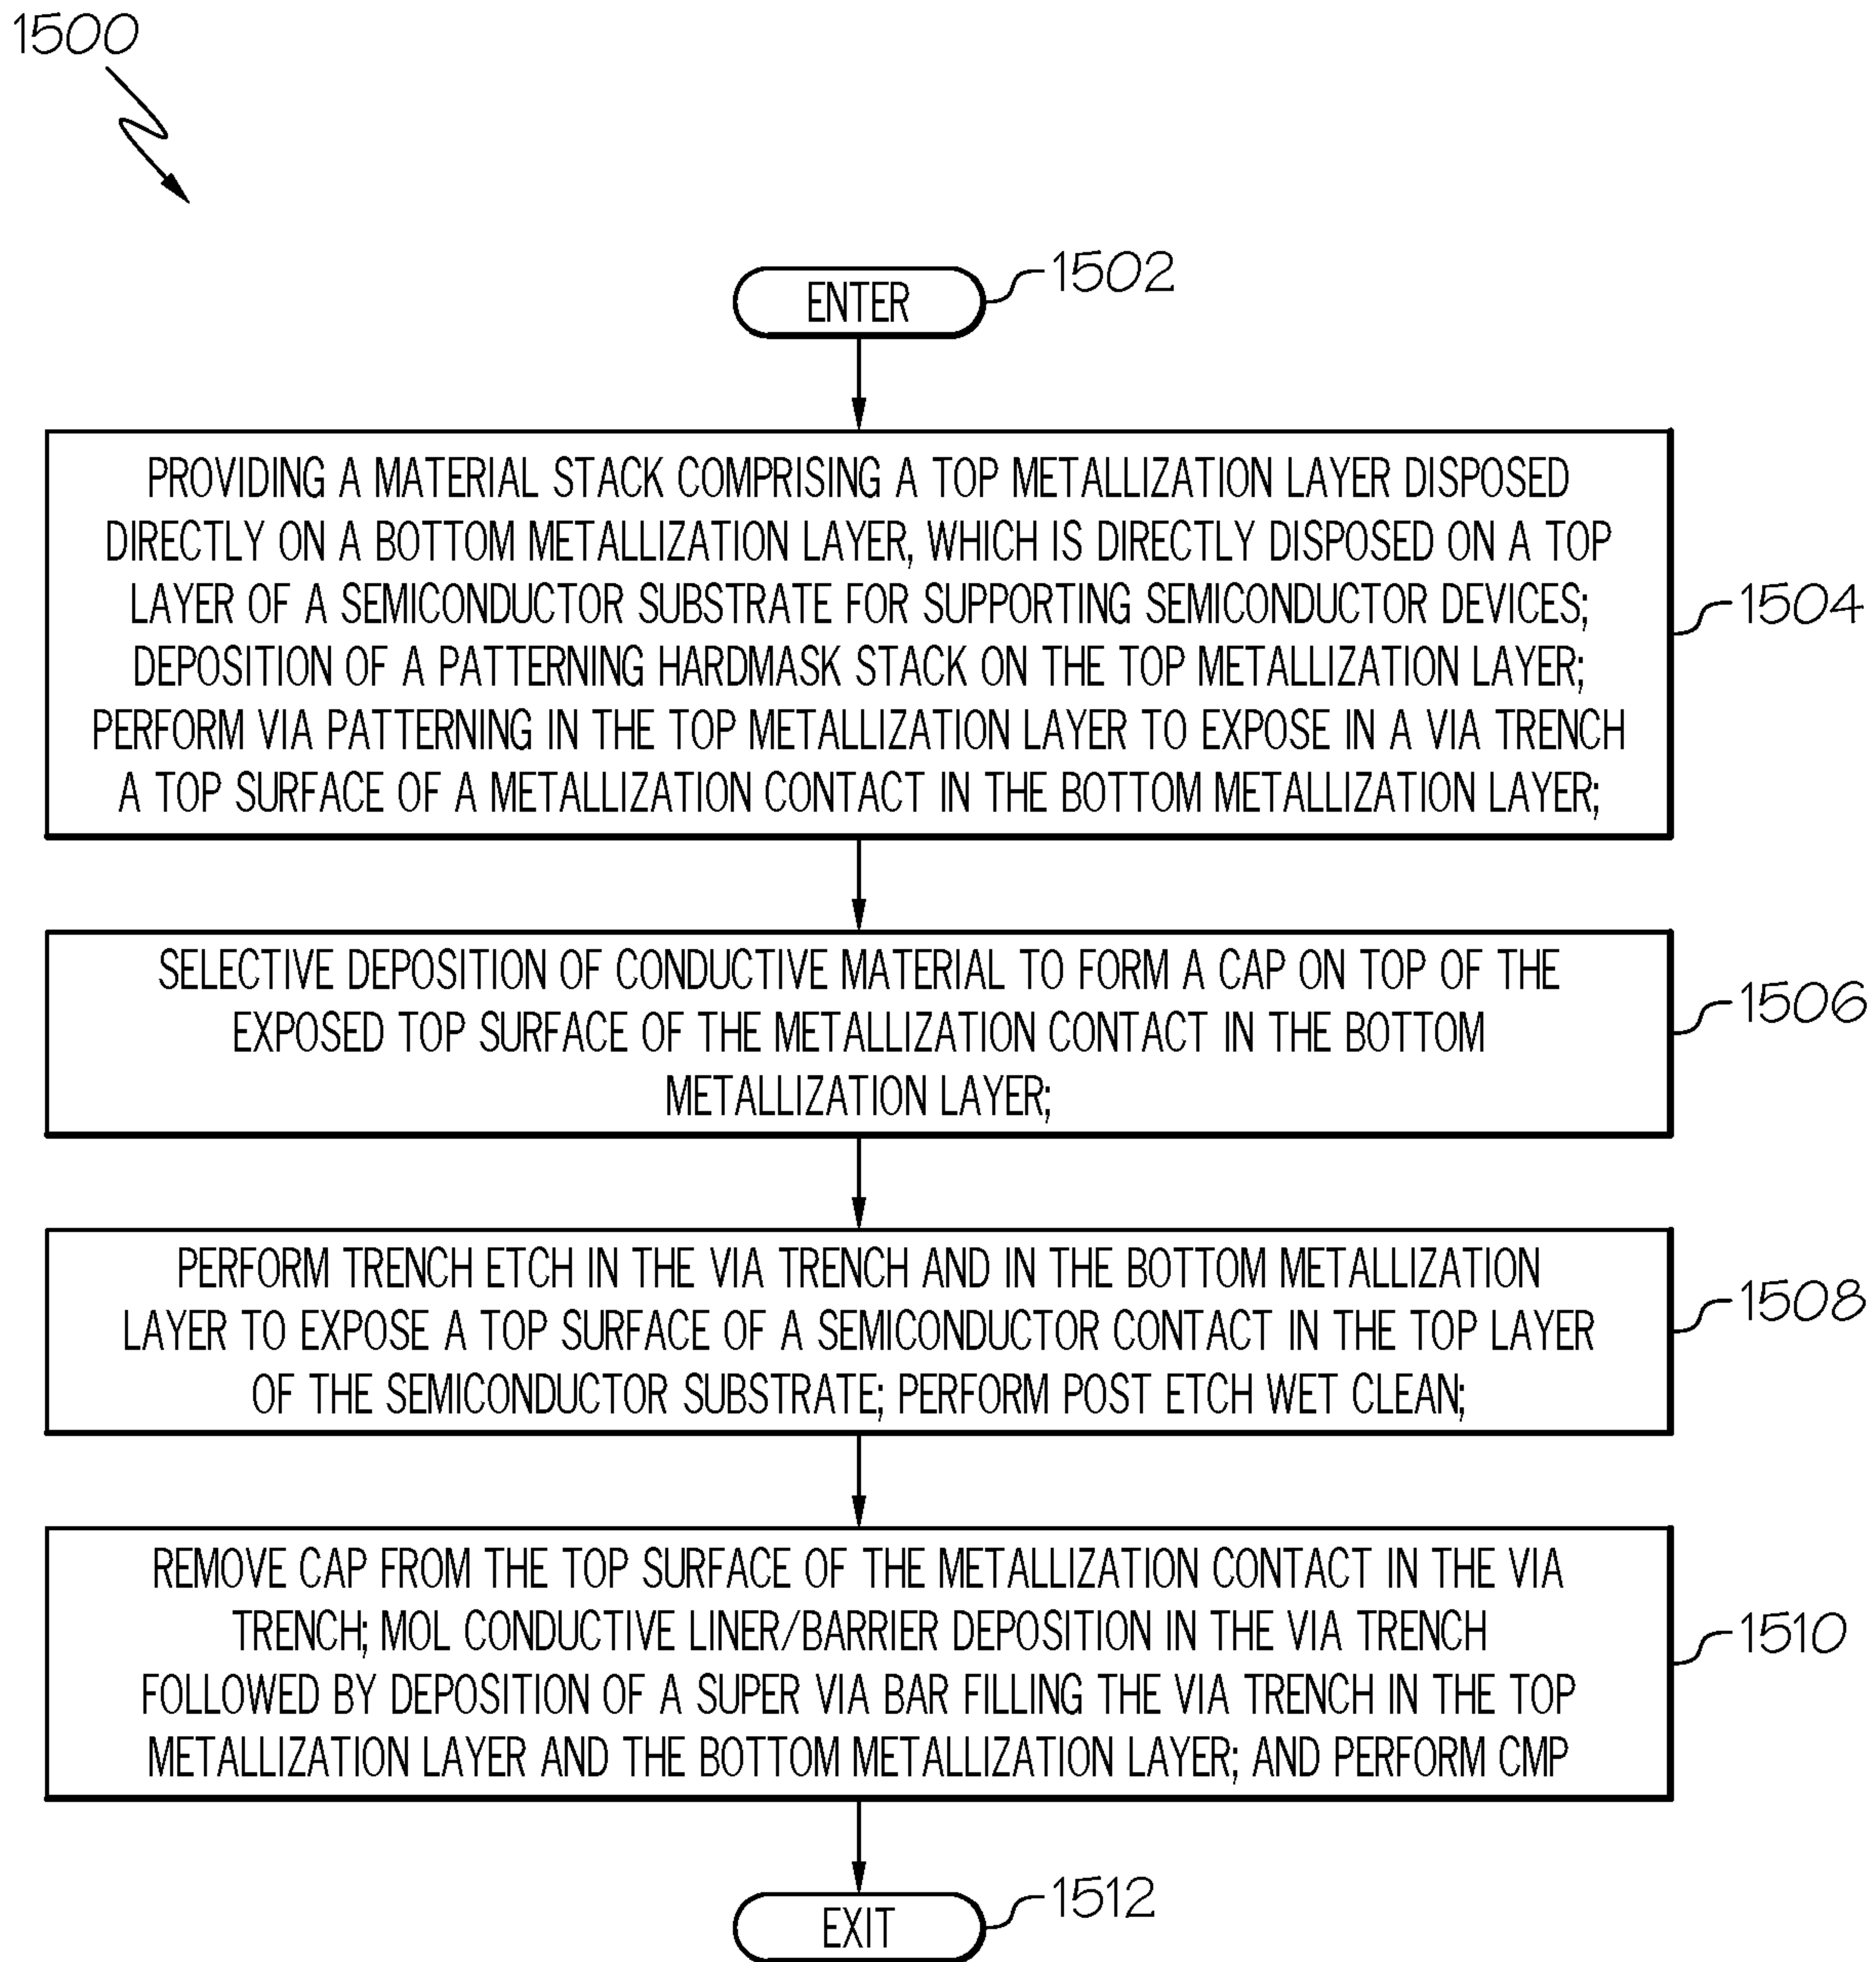 1500
ENTER
1502
PROVIDING A MATERIAL STACK COMPRISING A TOP METALLIZATION LAYER DISPOSED
DIRECTLY ON A BOTTOM METALLIZATION LAYER, WHICH IS DIRECTLY DISPOSED ON A TOP
LAYER OF A SEMICONDUCTOR SUBSTRATE FOR SUPPORTING SEMICONDUCTOR DEVICES;
DEPOSITION OF A PATTERNING HARDMASK STACK ON THE TOP METALLIZATION LAYER;
PERFORM VIA PATTERNING IN THE TOP METALLIZATION LAYER TO EXPOSE IN A VIA TRENCH
A TOP SURFACE OF A METALLIZATION CONTACT IN THE BOTTOM METALLIZATION LAYER;
1504
SELECTIVE DEPOSITION OF CONDUCTIVE MATERIAL TO FORM A CAP ON TOP OF THE
EXPOSED TOP SURFACE OF THE METALLIZATION CONTACT IN THE BOTTOM
METALLIZATION LAYER;
1506
PERFORM TRENCH ETCH IN THE VIA TRENCH AND IN THE BOTTOM METALLIZATION
LAYER TO EXPOSE A TOP SURFACE OF A SEMICONDUCTOR CONTACT IN THE TOP LAYER
OF THE SEMICONDUCTOR SUBSTRATE; PERFORM POST ETCH WET CLEAN;
1508
REMOVE CAP FROM THE TOP SURFACE OF THE METALLIZATION CONTACT IN THE VIA
TRENCH; MOL CONDUCTIVE LINER/BARRIER DEPOSITION IN THE VIA TRENCH
FOLLOWED BY DEPOSITION OF A SUPER VIA BAR FILLING THE VIA TRENCH IN THE TOP
METALLIZATION LAYER AND THE BOTTOM METALLIZATION LAYER; AND PERFORM CMP
1510
EXIT
1512